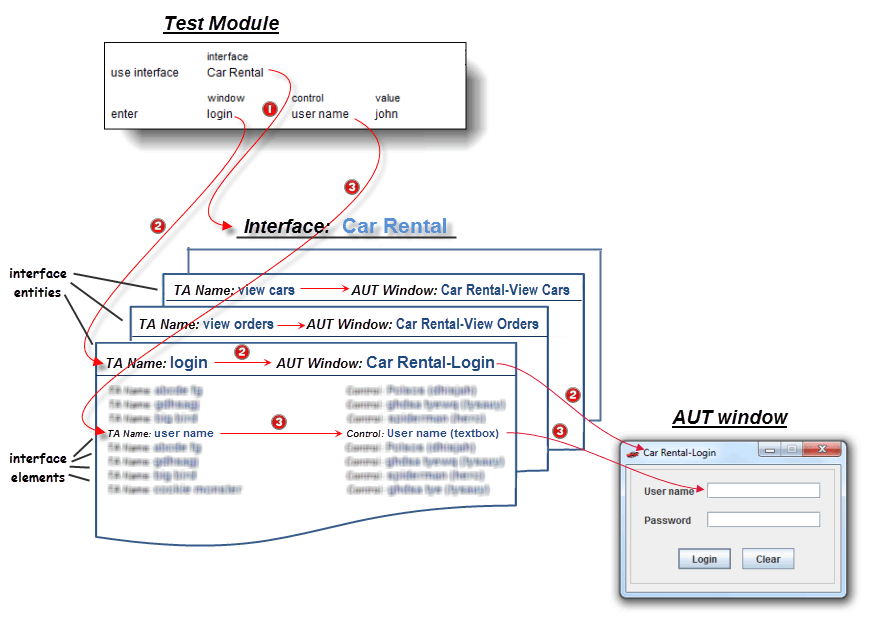 Test Module
interface
use interface Car Rental
window control value
enter login user name john
1
3
2
Interface: Car Rental
interface
entities
TA Name: view cars AUT Window: Car Rental-View Cars
TA Name: view orders AUT Window: Car Rental-View Orders
TA Name: login 2 AUT Window: Car Rental-Login
2
3
TA Name: user name 3 Control: User name (textbox)
interface
elements
AUT window
Car Rental-Login
User name
Password
Login Clear